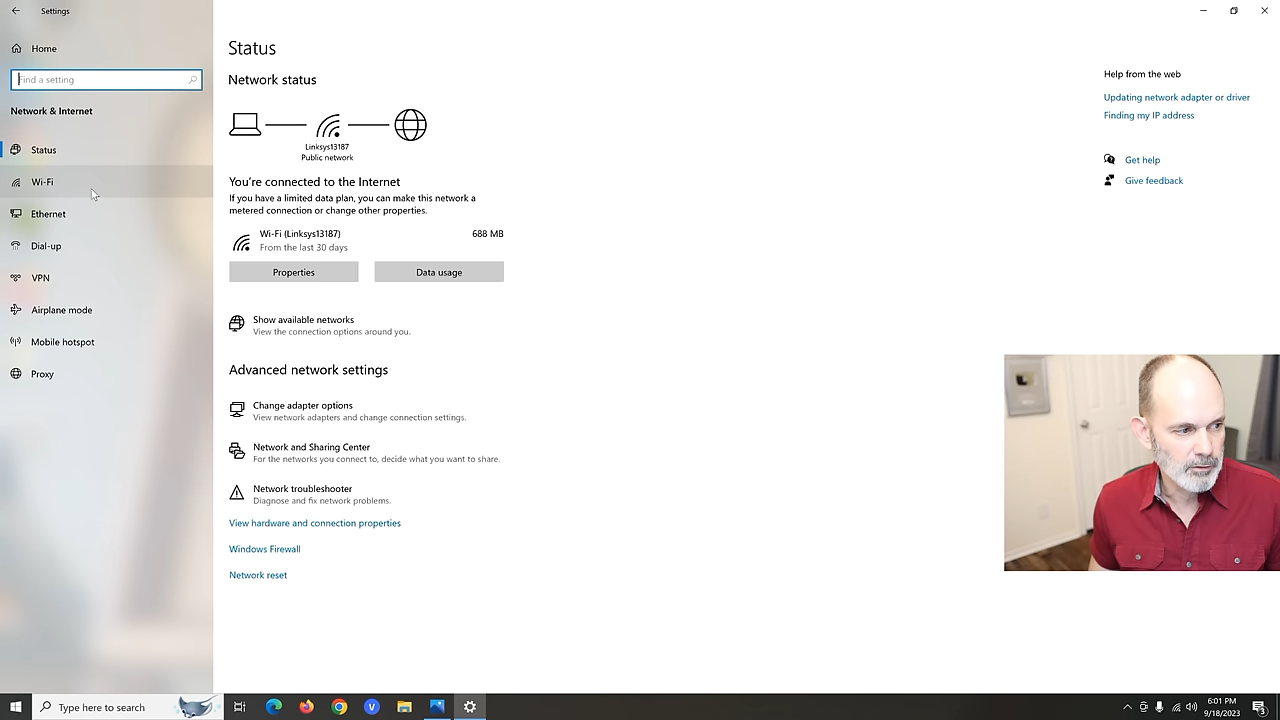 Settings
Home
Find a setting
Network & Internet
Status
Wi-Fi
Ethernet
Dial-up
VPN
Airplane mode
Mobile hotspot
Proxy
Status
Network status
Linksys13187
Public network
You're connected to the Internet
If you have a limited data plan, you can make this network a
metered connection or change other properties.
Wi-Fi (Linksys13187)
688 MB
From the last 30 days
Properties
Data usage
Show available networks
View the connection options around you.
Advanced network settings
Change adapter options
View network adapters and change connection settings.
Network and Sharing Center
For the networks you connect to, decide what you want to share.
Network troubleshooter
Diagnose and fix network problems.
View hardware and connection properties
Windows Firewall
Network reset
Help from the web
Updating network adapter or driver
Finding my IP address
Get help
Give feedback
Type here to search
6:01 PM
9/18/2023
3